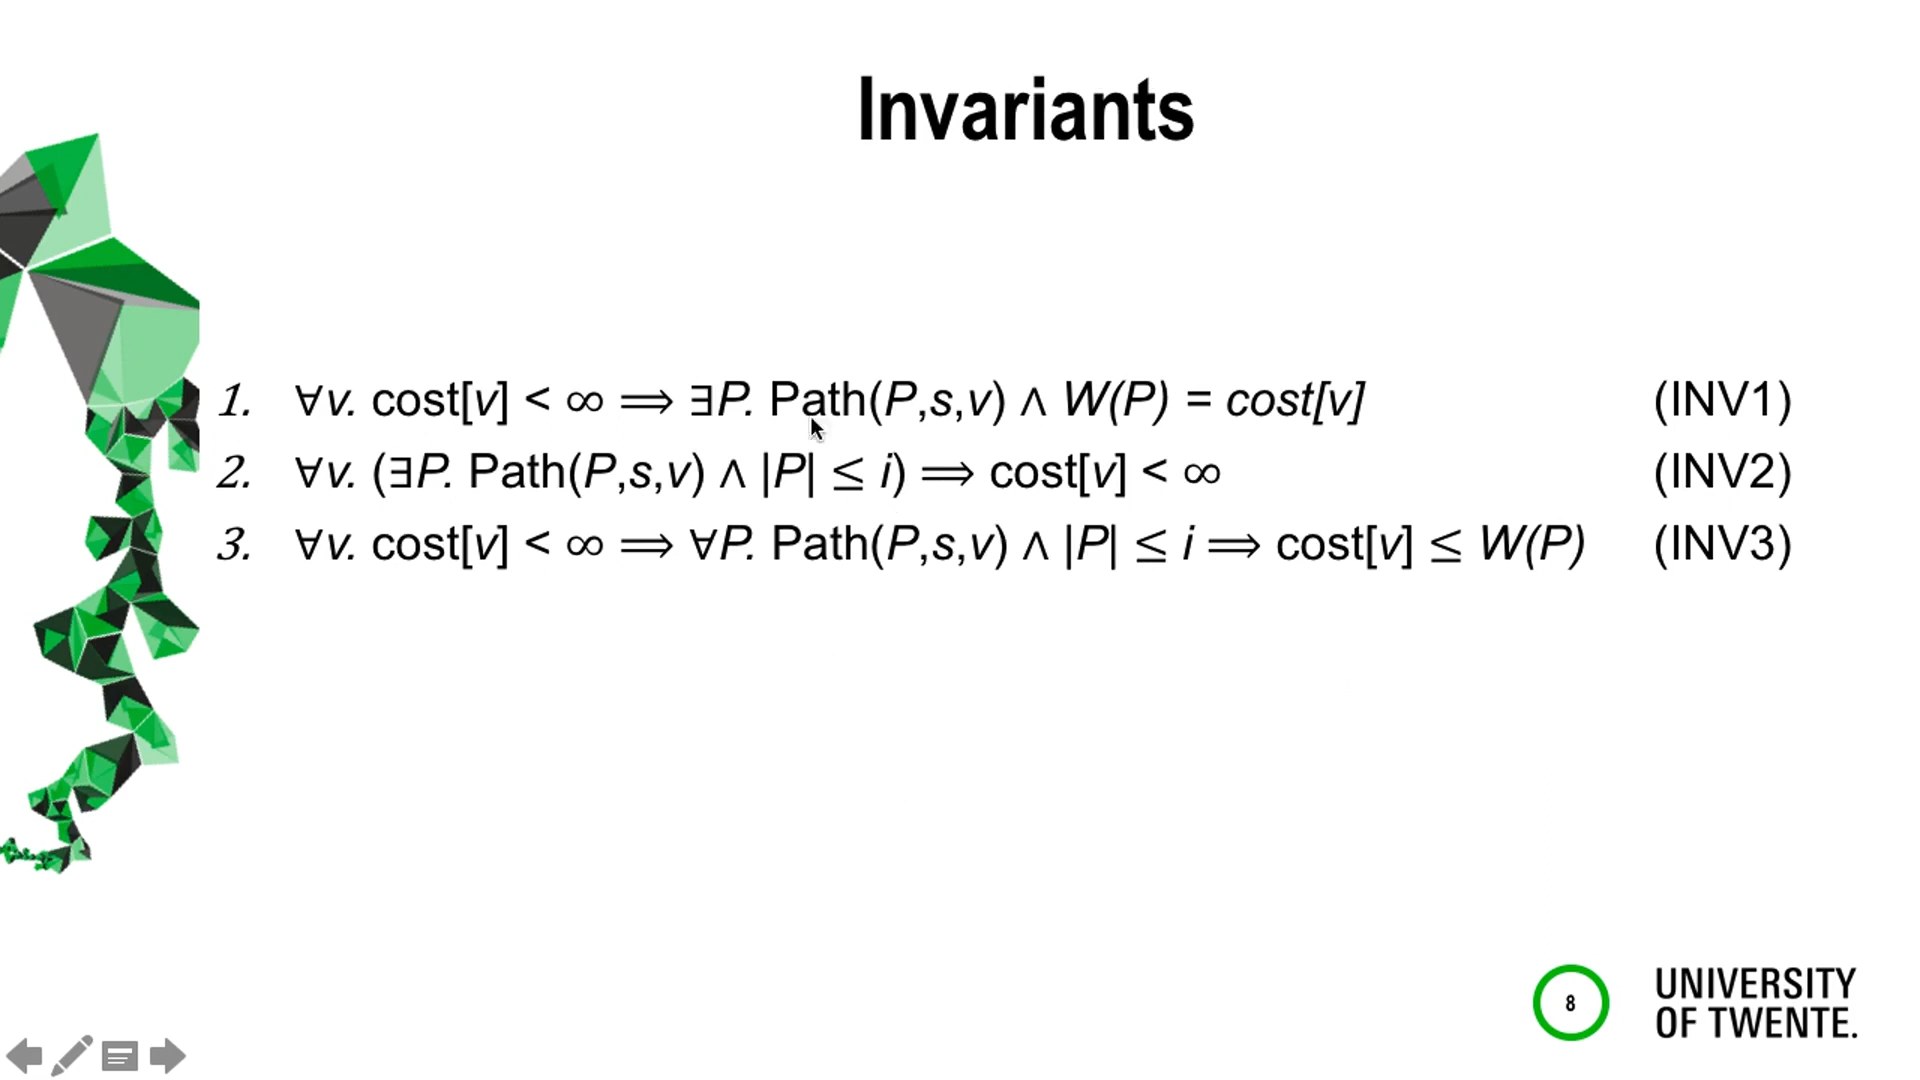 Invariants
1. ∀v. cost[v] < ∞ ⟹ ∃P. Path(P,s,v) ∧ W(P) = cost[v] (INV1)
2. ∀v. (∃P. Path(P,s,v) ∧ |P| ≤ i) ⟹ cost[v] < ∞ (INV2)
3. ∀v. cost[v] < ∞ ⟹ ∀P. Path(P,s,v) ∧ |P| ≤ i ⟹ cost[v] ≤ W(P) (INV3)
8
UNIVERSITY
OF TWENTE.